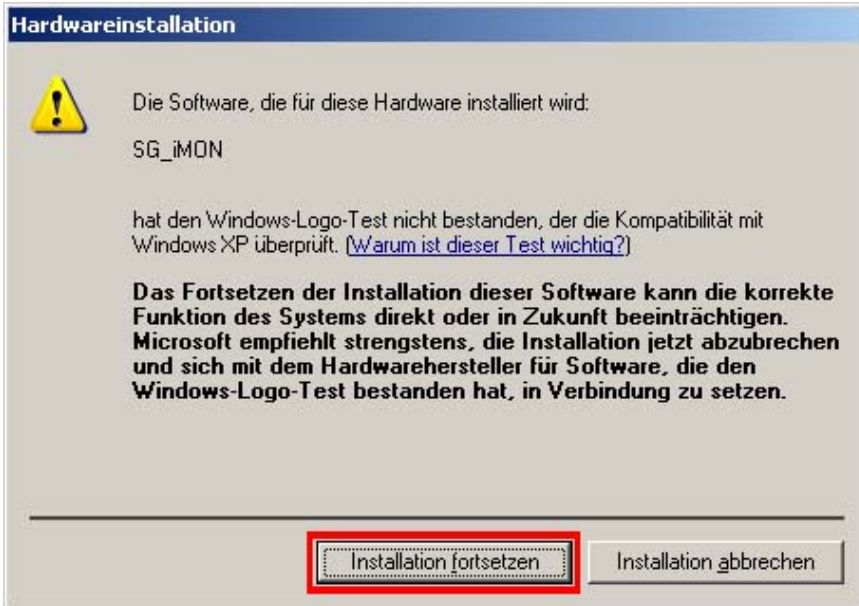 Hardwareinstallation
Die Software, die für diese Hardware installiert wird:
SG_iMON
hat den Windows-Logo-Test nicht bestanden, der die Kompatibilität mit
Windows XP überprüft. (Warum ist dieser Test wichtig?)
Das Fortsetzen der Installation dieser Software kann die korrekte
Funktion des Systems direkt oder in Zukunft beeinträchtigen.
Microsoft empfiehlt strengstens, die Installation jetzt abzubrechen
und sich mit dem Hardwarehersteller für Software, die den
Windows-Logo-Test bestanden hat, in Verbindung zu setzen.
Installation fortsetzen
Installation abbrechen